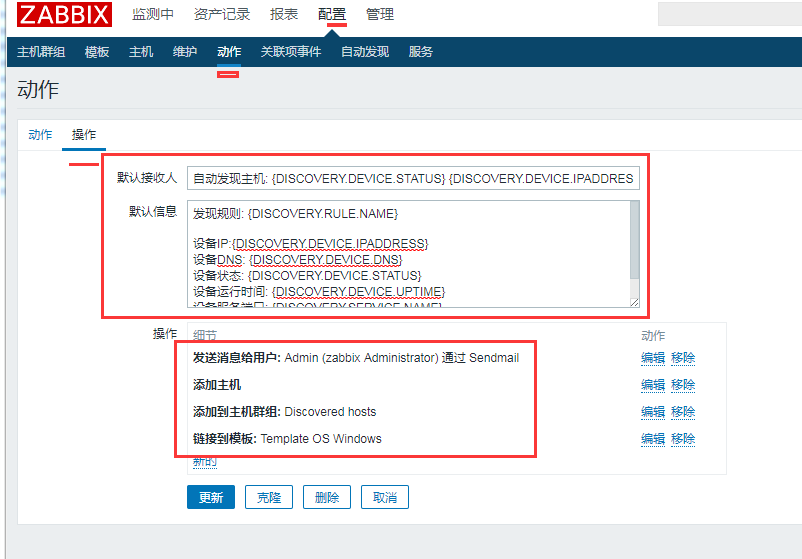 ZABBIX 监测中 资产记录 报表 配置 管理
主机群组 模板 主机 维护 动作 关联项事件 自动发现 服务
动作
动作 操作
默认接收人 自动发现主机: {DISCOVERY.DEVICE.STATUS} {DISCOVERY.DEVICE.IPADDRES
默认信息 发现规则: {DISCOVERY.RULE.NAME}
设备IP:{DISCOVERY.DEVICE.IPADDRESS}
设备DNS: {DISCOVERY.DEVICE.DNS}
设备状态: {DISCOVERY.DEVICE.STATUS}
设备运行时间: {DISCOVERY.DEVICE.UPTIME}
设备服务端口: {DISCOVERY.SERVICE.NAME}
操作 细节 动作
发送消息给用户: Admin (zabbix Administrator) 通过 Sendmail 编辑 移除
添加主机 编辑 移除
添加到主机群组: Discovered hosts 编辑 移除
链接到模板: Template OS Windows 编辑 移除
新的
更新 克隆 删除 取消